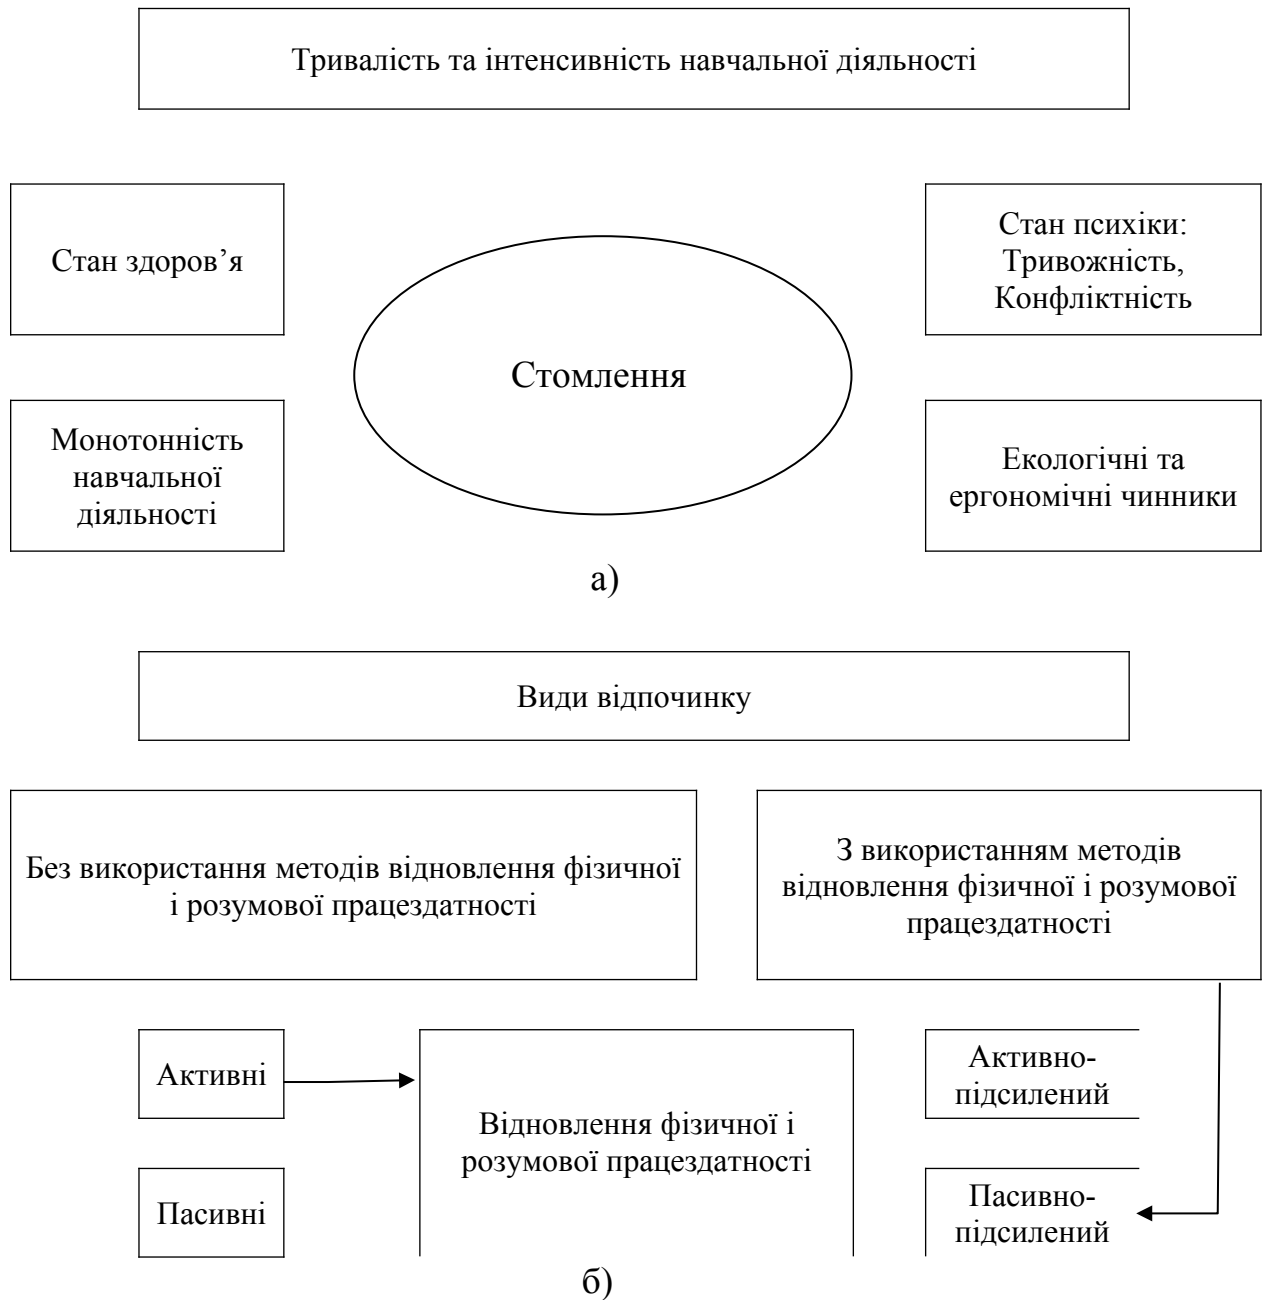 Тривалість та інтенсивність навчальної діяльності
Стан здоров’я
Стан психіки:
Тривожність,
Конфліктність
Стомлення
Монотонність
навчальної
діяльності
Екологічні та
ергономічні чинники
а)
Види відпочинку
Без використання методів відновлення фізичної
і розумової працездатності
З використанням методів
відновлення фізичної і розумової
працездатності
Активні
Відновлення фізичної і
розумової працездатності
Активно-
підсилений
Пасивні
Пасивно-
підсилений
б)